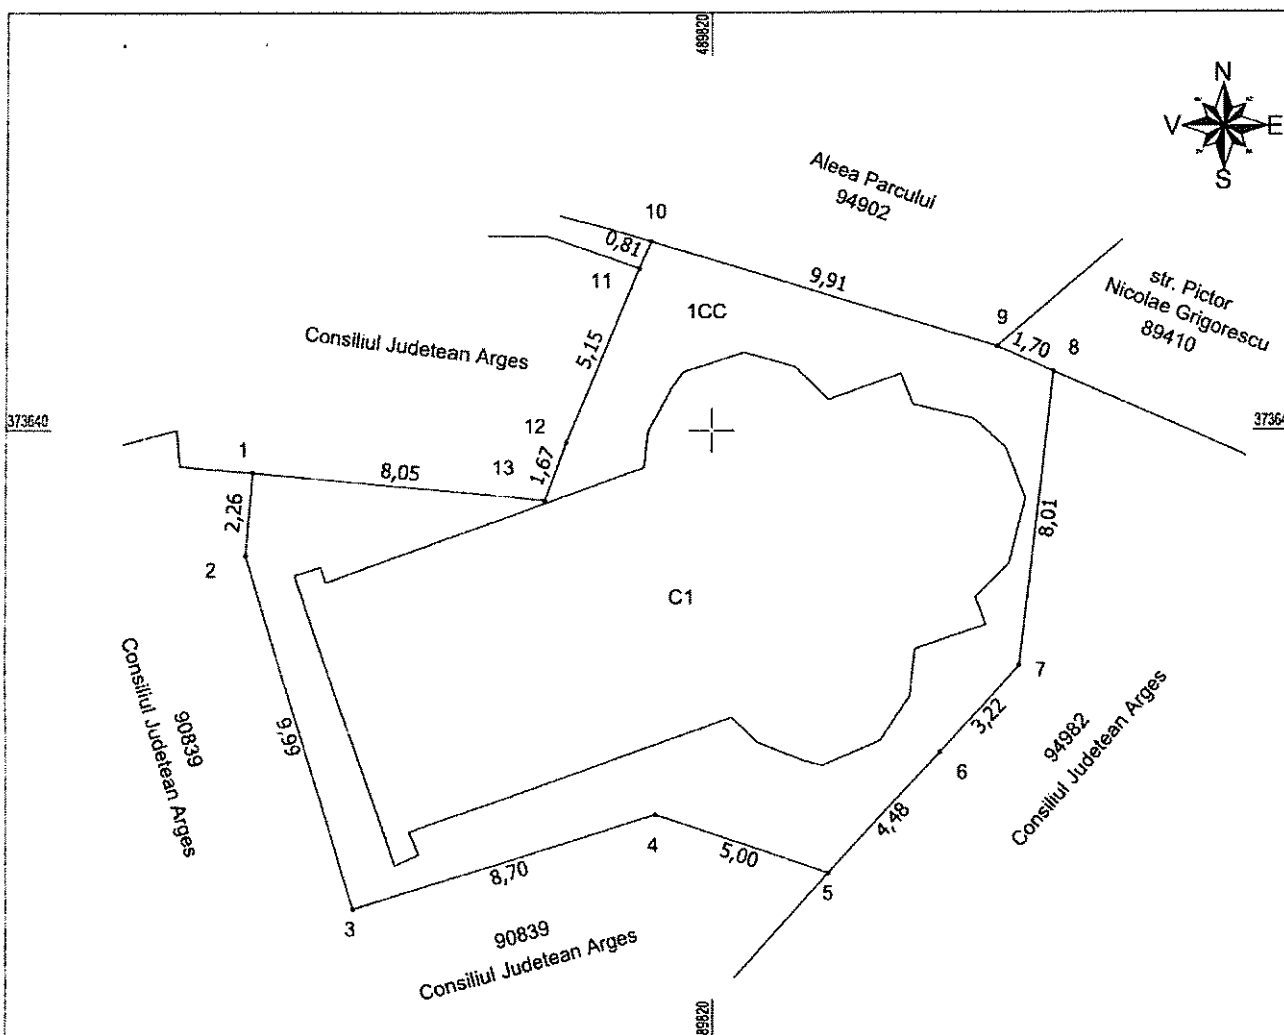 489820
N
V E
S
Aleea Parcului
94902
10
0,81
11
9,91
str. Pictor
Nicolae Grigorescu
89410
9
1,70
8
1CC
Consiliul Judetean Arges
5,15
373640
12
1
8,05
13
1,67
2,26
8,01
2
C1
7
90839
Consiliul Judetean Arges
9,99
3,22
94982
Consiliul Judetean Arges
6
4,48
4
5,00
8,70
5
3
90839
Consiliul Judetean Arges